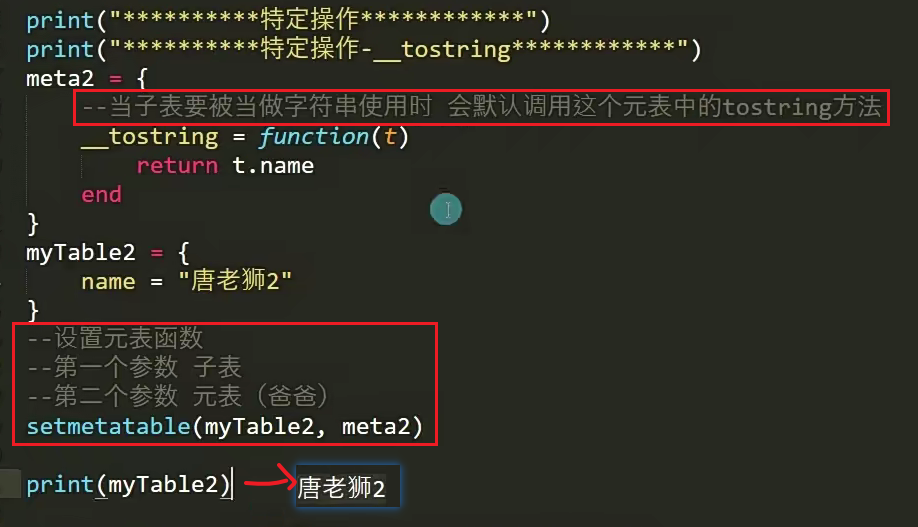 print("**********特定操作************")
print("**********特定操作-__tostring************")
meta2 = {
--当子表要被当做字符串使用时 会默认调用这个元表中的tostring方法
__tostring = function(t)
return t.name
end
}
myTable2 = {
name = "唐老狮2"
}
--设置元表函数
--第一个参数 子表
--第二个参数 元表（爸爸）
setmetatable(myTable2, meta2)
print(myTable2) 唐老狮2